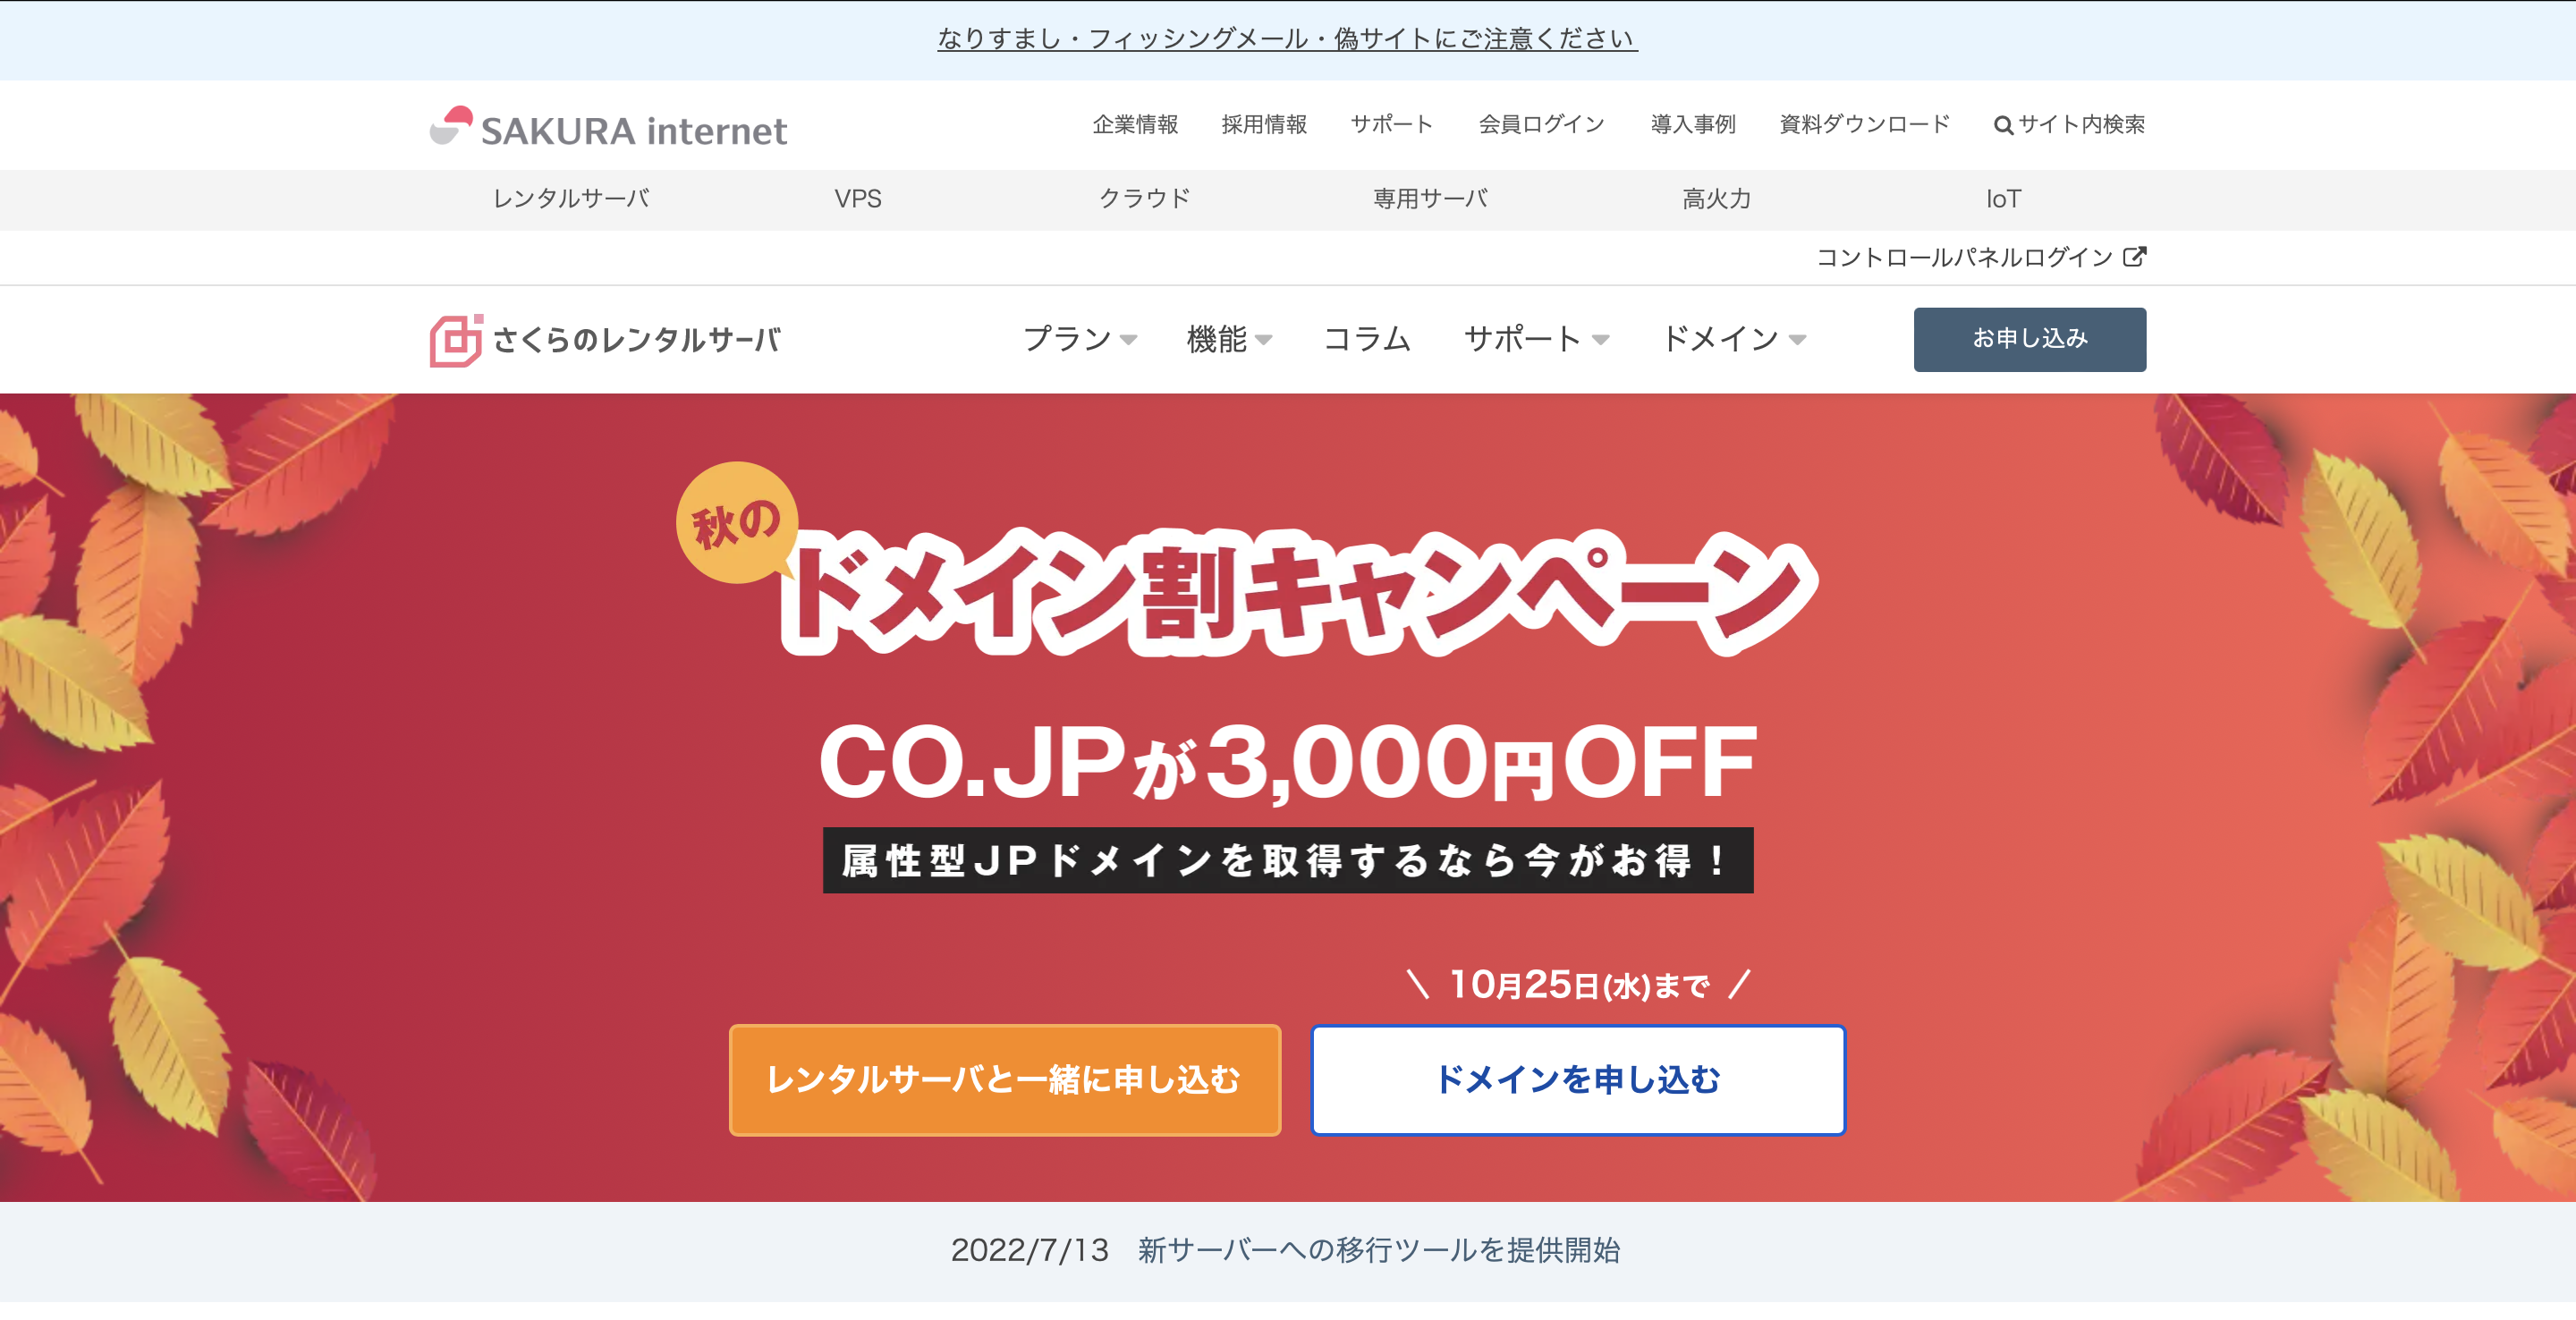 なりすまし・フィッシングメール・偽サイトにご注意ください
SAKURA internet
企業情報 採用情報 サポート 会員ログイン 導入事例 資料ダウンロード サイト内検索
レンタルサーバ VPS クラウド 専用サーバ 高火力 IoT
コントロールパネルログイン
さくらのレンタルサーバ
プラン 機能 コラム サポート ドメイン お申し込み
秋の
ドメイン割キャンペーン
CO.JPが3,000円OFF
属性型JPドメインを取得するなら今がお得！
\ 10月25日(水)まで /
レンタルサーバと一緒に申し込む ドメインを申し込む
2022/7/13 新サーバーへの移行ツールを提供開始